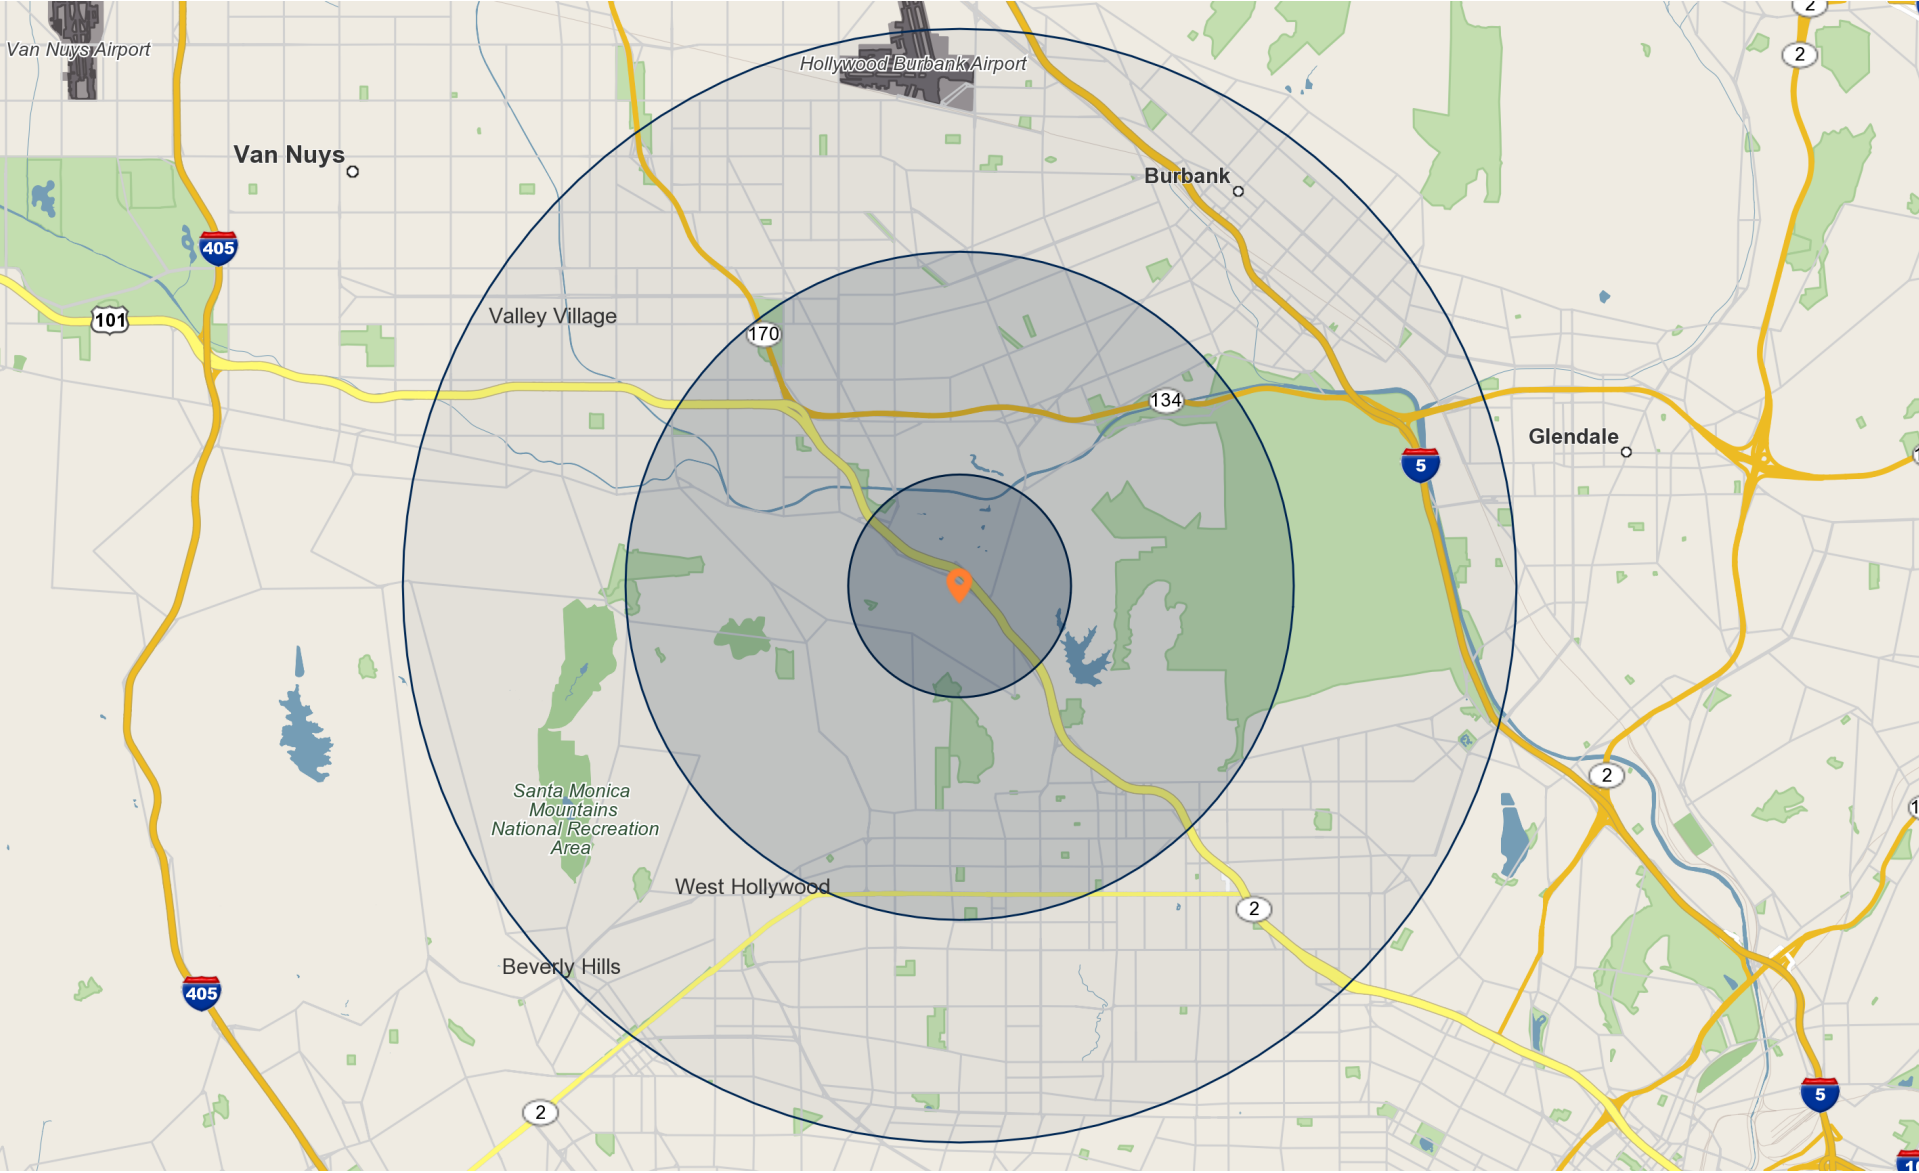 2
Van Nuys Airport
Hollywood Burbank Airport
2
Van Nuys
Burbank
405
101
Valley Village
170
134
Glendale
5
2
Santa Monica
Mountains
National Recreation
Area
West Hollywood
2
Beverly Hills
405
5
2